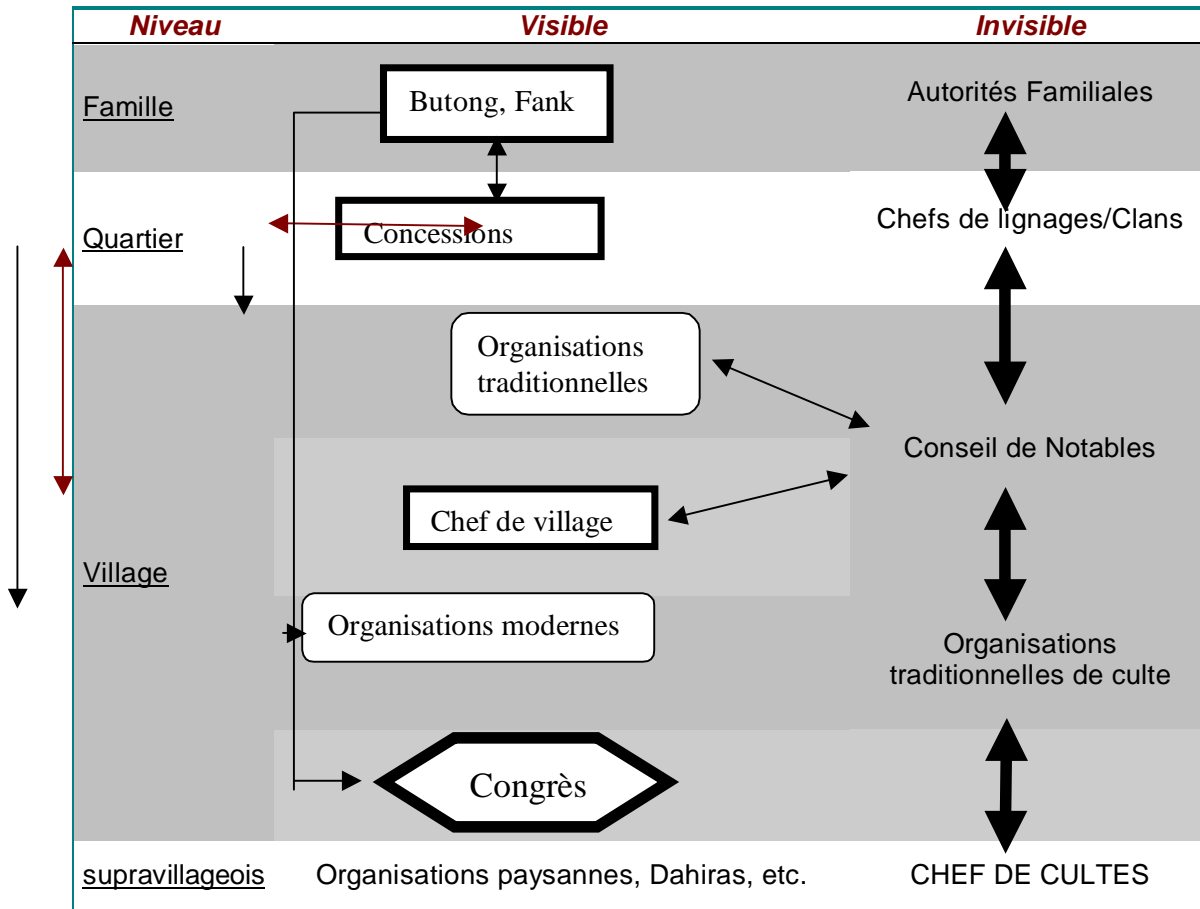 Niveau Visible Invisible
Famille
Butong, Fank
Autorités Familiales
Quartier
Concessions
Chefs de lignages/Clans
Organisations
traditionnelles
Conseil de Notables
Chef de village
Village
Organisations modernes
Organisations
traditionnelles de culte
Congrès
supravillageois Organisations paysannes, Dahiras, etc. CHEF DE CULTES